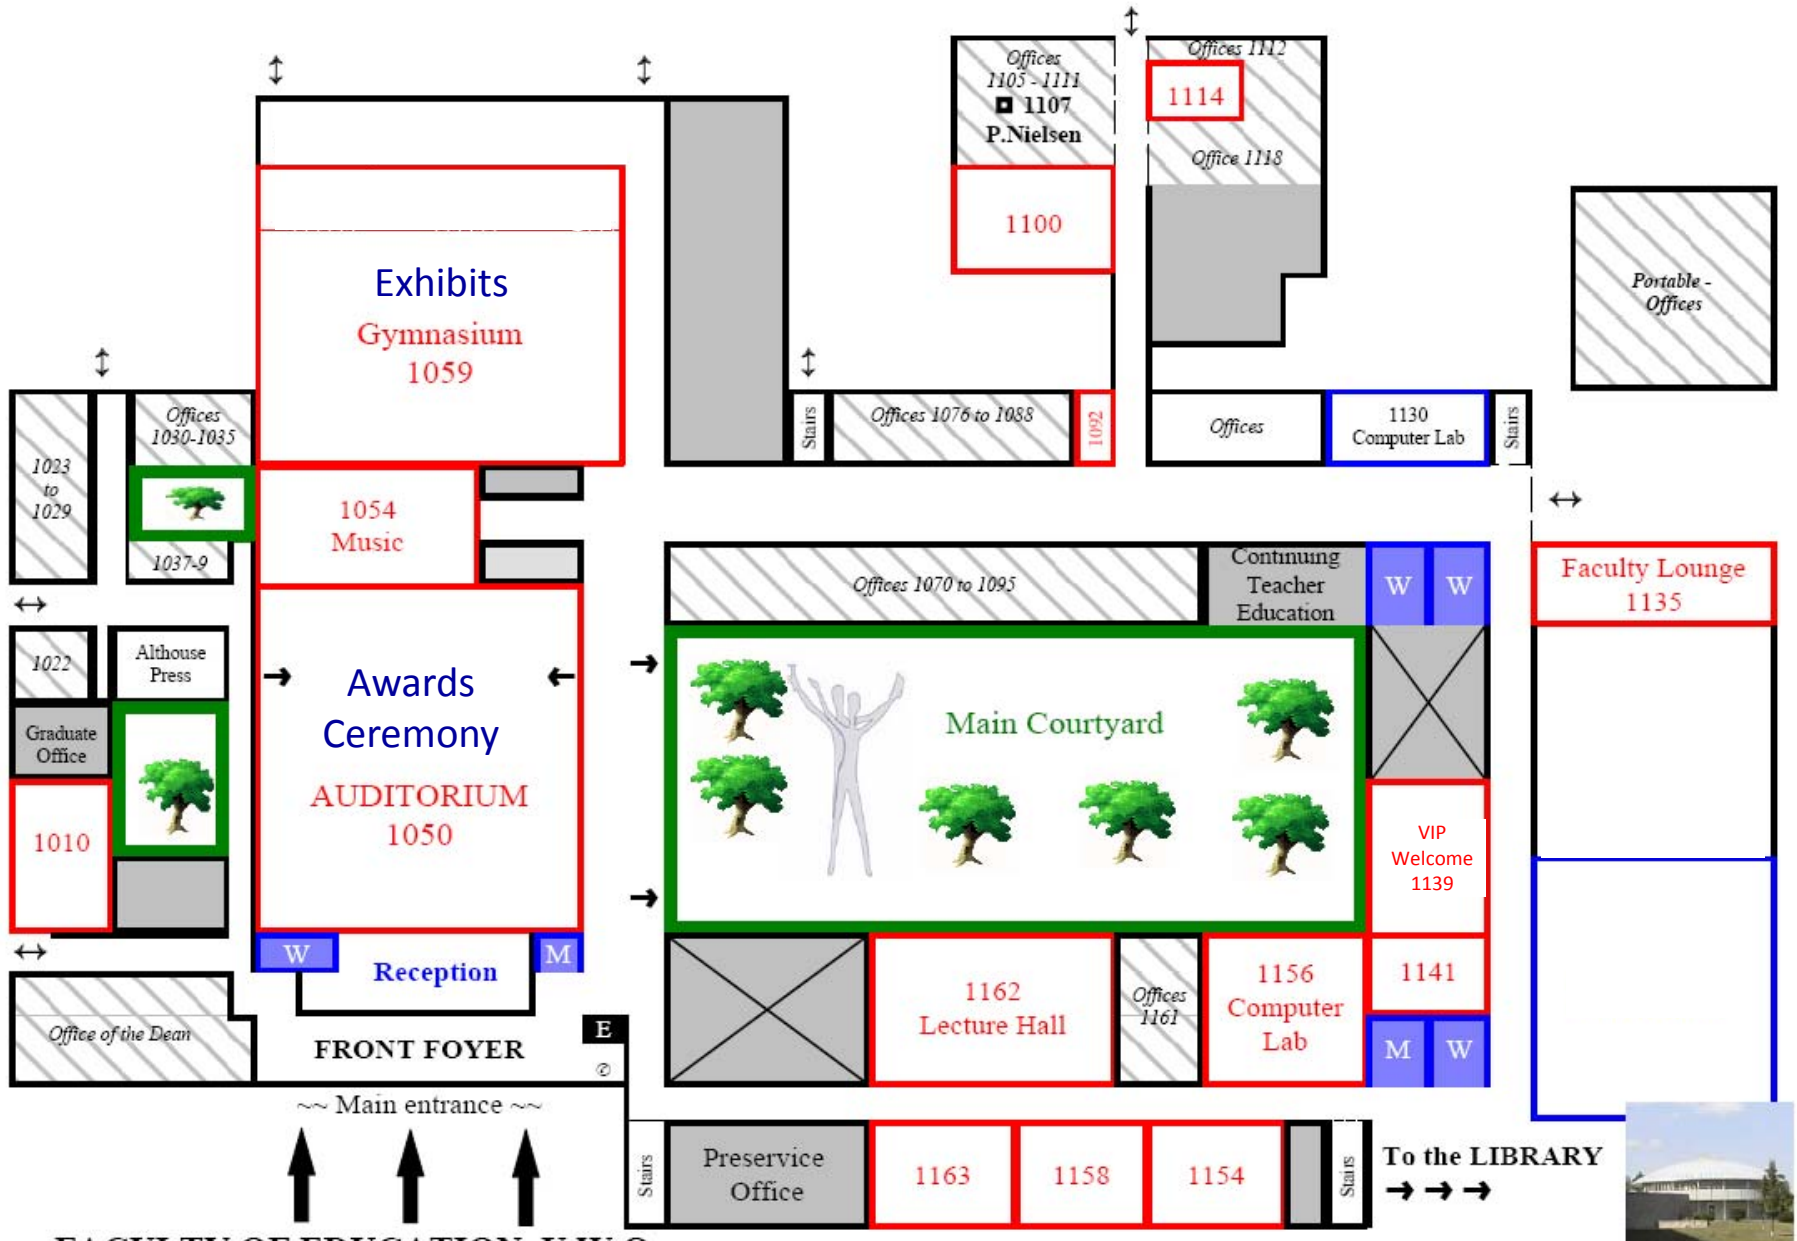 Offices
1105 - 1111
1107
P.Nielsen
Offices 1112
1114
Office 1118
1100
Portable -
Offices
Exhibits
Gymnasium
1059
Offices
1030-1035
1023
to
1029
1037-9
1054
Music
Stairs
Offices 1076 to 1088
1092
Offices
1130
Computer Lab
Stairs
Offices 1070 to 1095
Continuing
Teacher
Education
W
W
Faculty Lounge
1135
1022
Althouse
Press
Graduate
Office
1010
Awards
Ceremony
AUDITORIUM
1050
Main Courtyard
VIP
Welcome
1139
W
Reception
M
1162
Lecture Hall
Offices
1161
1156
Computer
Lab
1141
M
W
Office of the Dean
FRONT FOYER
E
~~ Main entrance ~~
Stairs
Preservice
Office
1163
1158
1154
Stairs
To the LIBRARY
FACULTY OF EDUCATION, U.W.O.